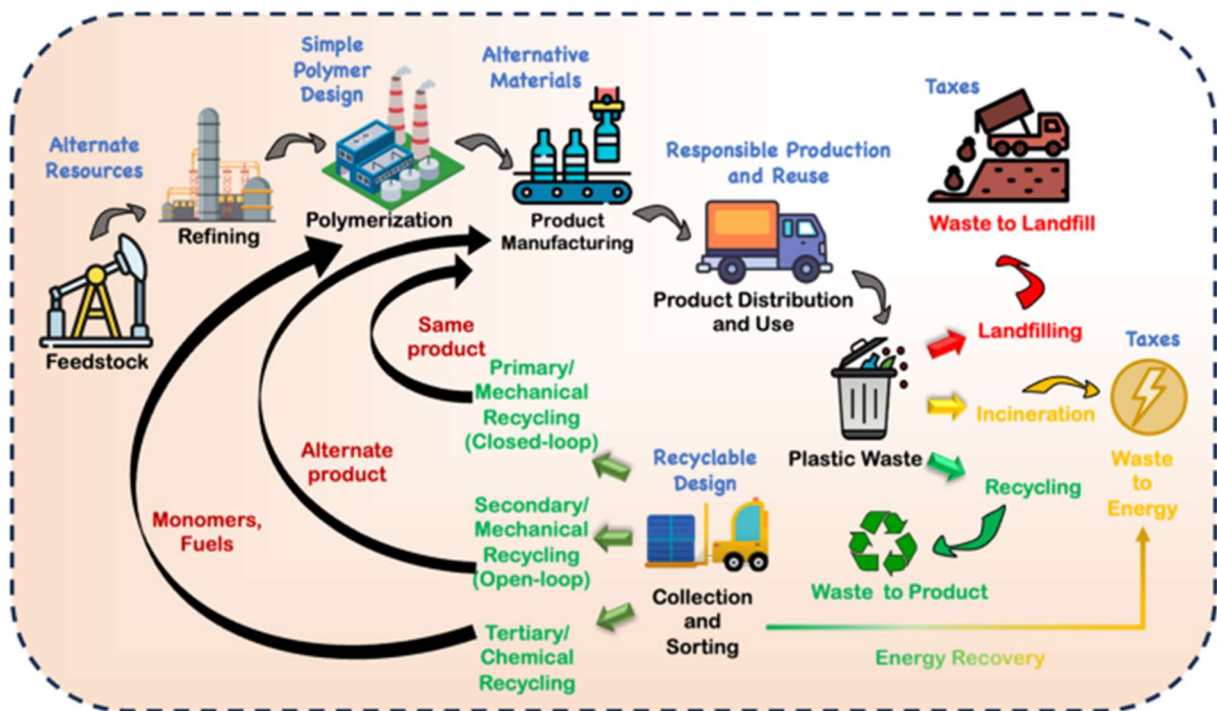 Simple
Polymer
Design
Alternative
Materials
Taxes
Alternate
Resources
Responsible Production
and Reuse
Refining
Polymerization
Product
Manufacturing
Waste to Landfill
Feedstock
Product Distribution
and Use
Same
product
Landfilling
Taxes
Primary/
Mechanical
Recycling
(Closed-loop)
Incineration
Alternate
product
Recyclable
Design
Plastic Waste
Waste
to
Energy
Recycling
Secondary/
Mechanical
Recycling
(Open-loop)
Monomers,
Fuels
Waste to Product
Collection
and
Sorting
Tertiary/
Chemical
Recycling
Energy Recovery